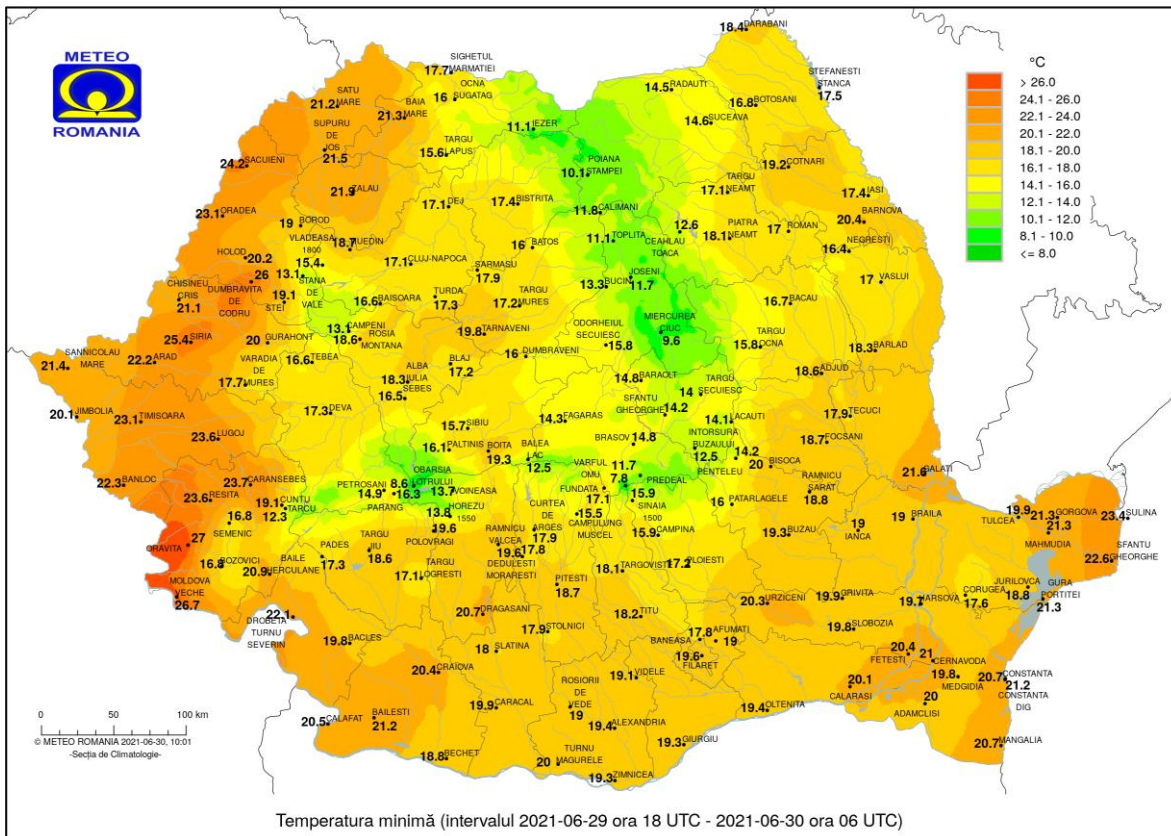 METEO
ROMANIA
°C
> 26.0
24.1 - 26.0
22.1 - 24.0
20.1 - 22.0
18.1 - 20.0
16.1 - 18.0
14.1 - 16.0
12.1 - 14.0
10.1 - 12.0
8.1 - 10.0
<= 8.0
18.4 DARABANI
SIGHETUL
17.7 MARMATIEI
OCNA
16 SUGATAG
STEFANESTI
STANCA
17.5
14.5 RADAUTI
16.8 BOTOSANI
14.6 SUCEAVA
SATU
21.2 MARE
BAIA
21.3 MARE
11.1 IEZER
SUPURU
DE
JOS
21.5
TARGU
15.6 LAPUS
POIANA
10.1 STAMPEI
19.2 COTNARI
24.2 SACUIENI
21.9 ZALAU
17.1 DEJ
17.4 BISTRITA
11.8 CALIMANI
TARGU
17.1 NEAMT
17.4 IASI
BARNOVA
20.4
23.1 ORADEA
19 BOROD
12.6
CEAHLAU
TOACA
PIATRA
18.1 NEAMT
17 ROMAN
16.4 NEGRESTI
11.1 TOPLITA
VLADEASA
1800
15.4
18.7 HUEDIN
16 BATOS
HOLOD
20.2
17.1 CLUJ-NAPOCA
SARMASU
17.9
13.3 BUCIN
JOSENI
11.7
17 VASLUI
26
DUMBRAVITA
DE
CODRU
13.1
STANA
DE
VALE
CHISINEU
CRIS
21.1
19.1
STEI
16.6 BAISOARA
TURDA
17.3
TARGU
17.2 MURES
16.7 BACAU
MIERCUREA
CIUC
9.6
25.4 SIRIA
20 GURAHONT
13.1 CAMPENI
18.6 ROSIA
MONTANA
19.8 TARNAVENI
ODORHEIUL
SECUIESC
15.8
TARGU
15.8 OCNA
18.3 BARLAD
SANNICOLAU
21.4 MARE
22.2 ARAD
VARADIA
DE
17.7 MURES
16.6 TEBEA
BLAJ
17.2
16 DUMBRAVENI
18.6 ADJUD
ALBA
18.3 IULIA
SEBES
16.5
14.8 BARAOLT
TARGU
14 SECUIESC
20.1 JIMBOLIA
23.1 TIMISOARA
17.3 DEVA
14.3 FAGARAS
SFANTU
GHEORGHE 14.2
14.1 LACAUTI
17.9 TECUCI
23.6 LUGOJ
15.7 SIBIU
BRASOV 14.8
INTORSURA
BUZAULUI
12.5
14.2
PENTELEU
18.7 FOCSANI
16.1 PALTINIS
BOITA
19.3
BALEA
LAC
12.5
20 BISOCA
21.6 GALATI
22.3 BANLOC
23.7 CARANSEBES
PETROSANI
14.9
OBARSIA
8.6 LOTRULUI
16.3
PARANG
13.7 VOINEASA
VARFUL
OMU
11.7
7.8
PREDEAL
FUNDATA
17.1
15.9
SINAIA
1500
RAMNICU
SARAT
18.8
23.6 RESITA
19.1 CUNTU
TARCU
12.3
16 PATARLAGELE
13.8 HOREZU
1550
19.6
POLOVRAGI
CURTEA
DE
ARGES
17.9
15.5
CAMPULUNG
MUSCEL
15.9 CAMPINA
19.3 BUZAU
19
IANCA
19 BRAILA
19.9
TULCEA
21.3 GORGOVA
21.3
MAHMUDIA
23.4 SULINA
SFANTU
22.6 GHEORGHE
16.8
SEMENIC
27
ORAVITA
16.8 BOZOVICI
BAILE
20.9 HERCULANE
PADES
17.3
TARGU
JIU
18.6
RAMNICU
VALCEA
19.6 17.8
DEDULESTI
MORARESTI
TARGU
17.1 LOGRESTI
18.1 TARGOVISTE
17.2 PLOIESTI
MOLDOVA
VECHE
26.7
PITESTI
18.7
JURILOVCA
18.8
GURA
PORTITEI
21.3
CORUGEA
17.6
22.1
DROBETA
TURNU
SEVERIN
20.7 DRAGASANI
18.2 TITU
20.3 URZICENI
19.9 GRIVITA
19.1 HARSOVA
19.8 BACLES
17.9 STOLNICI
17.8 AFUMATI
BANEASA 19
19.6
FILARET
19.8 SLOBOZIA
18 SLATINA
20.4
FETESTI
21
CERNAVODA
19.8
MEDGIDIA
20.7 CONSTANTA
21.2
CONSTANTA
DIG
20.4 CRAIOVA
19.1 VIDELE
20.1
CALARASI
20
ADAMCLISI
20.5 CALAFAT
BAILESTI
21.2
19.9 CARACAL
ROSIORII
DE
VEDE
19
19.4 ALEXANDRIA
19.4 OLTENITA
19.3 GIURGIU
20.7 MANGALIA
18.8 BECHET
TURNU
20 MAGURELE
19.3 ZIMNICEA
0 50 100 km
© METEO ROMANIA 2021-06-30, 10:01
-Secția de Climatologie-
Temperatura minimă (intervalul 2021-06-29 ora 18 UTC - 2021-06-30 ora 06 UTC)